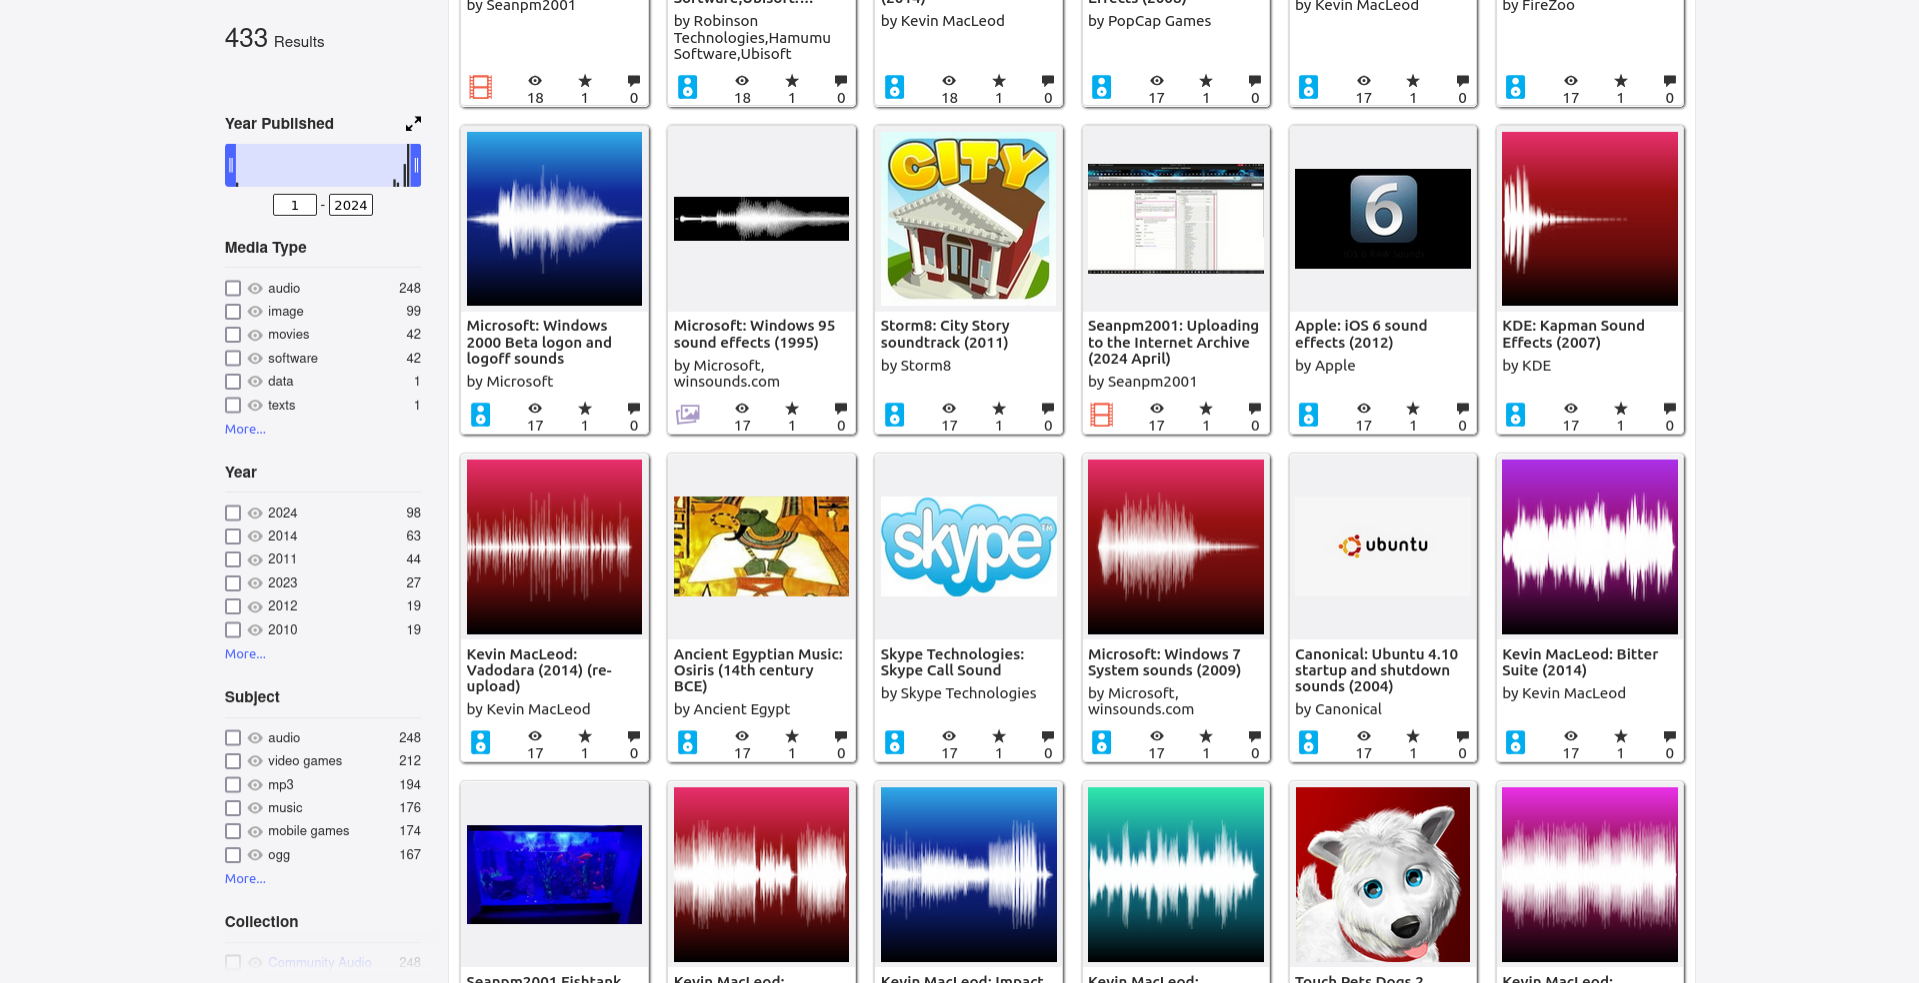 433 Results
Year Published
1 - 2024
Media Type
audio 248
image 99
movies 42
software 42
data 1
texts 1
More...
Year
2024 98
2014 63
2011 44
2023 27
2012 19
2010 19
More...
Subject
audio 248
video games 212
mp3 194
music 176
mobile games 174
ogg 167
More...
Collection
Community Audio 248
by Seanpm2001
18 1 0
by Robinson
Technologies,Hamumu
Software,Ubisoft
18 1 0
(2014)
by Kevin MacLeod
18 1 0
by PopCap Games
17 1 0
by Kevin MacLeod
17 1 0
by FireZoo
17 1 0
Microsoft: Windows
2000 Beta logon and
logoff sounds
by Microsoft
17 1 0
Microsoft: Windows 95
sound effects (1995)
by Microsoft,
winsounds.com
17 1 0
CITY
Storm8: City Story
soundtrack (2011)
by Storm8
17 1 0
Seanpm2001: Uploading
to the Internet Archive
(2024 April)
by Seanpm2001
17 1 0
6
Apple: iOS 6 sound
effects (2012)
by Apple
17 1 0
KDE: Kapman Sound
Effects (2007)
by KDE
17 1 0
Kevin MacLeod:
Vadodara (2014) (re-
upload)
by Kevin MacLeod
17 1 0
Ancient Egyptian Music:
Osiris (14th century
BCE)
by Ancient Egypt
17 1 0
skype TM
Skype Technologies:
Skype Call Sound
by Skype Technologies
17 1 0
Microsoft: Windows 7
System sounds (2009)
by Microsoft,
winsounds.com
17 1 0
ubuntu
Canonical: Ubuntu 4.10
startup and shutdown
sounds (2004)
by Canonical
17 1 0
Kevin MacLeod: Bitter
Suite (2014)
by Kevin MacLeod
17 1 0
Seanpm2001 Fishtank
Kevin MacLeod:
Kevin MacLeod: Impact
Kevin MacLeod:
Touch Pets Dogs 2
Kevin MacLeod: